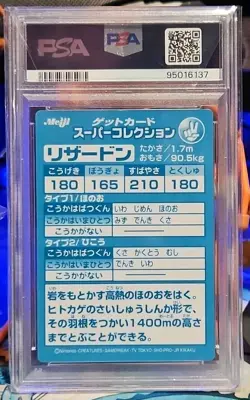 PSA PSA
95016137
Meiji ゲットカード
スーパーコレクション
リザードン
たかさ/1.7m
おもさ/90.5kg
こうげき ぼうぎょ すばやさ とくしゅ
180 165 210 180
タイプ1/ほのお
こうかはばつぐん いわ じめん ほのお
こうかはいまひとつ みず でんき くさ
こうかがない ―
タイプ2/ひこう
こうかはばつぐん くさ かくとう むし
こうかはいまひとつ でんき いわ
こうかがない ―
岩をもとかす高熱のほのおをはく。
ヒトカゲのさいしゅうしんか形で、
その羽根をつかい1400mの高さ
までとぶことができる。